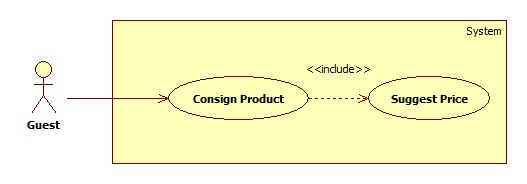 System
<<include>>
Consign Product
Suggest Price
Guest